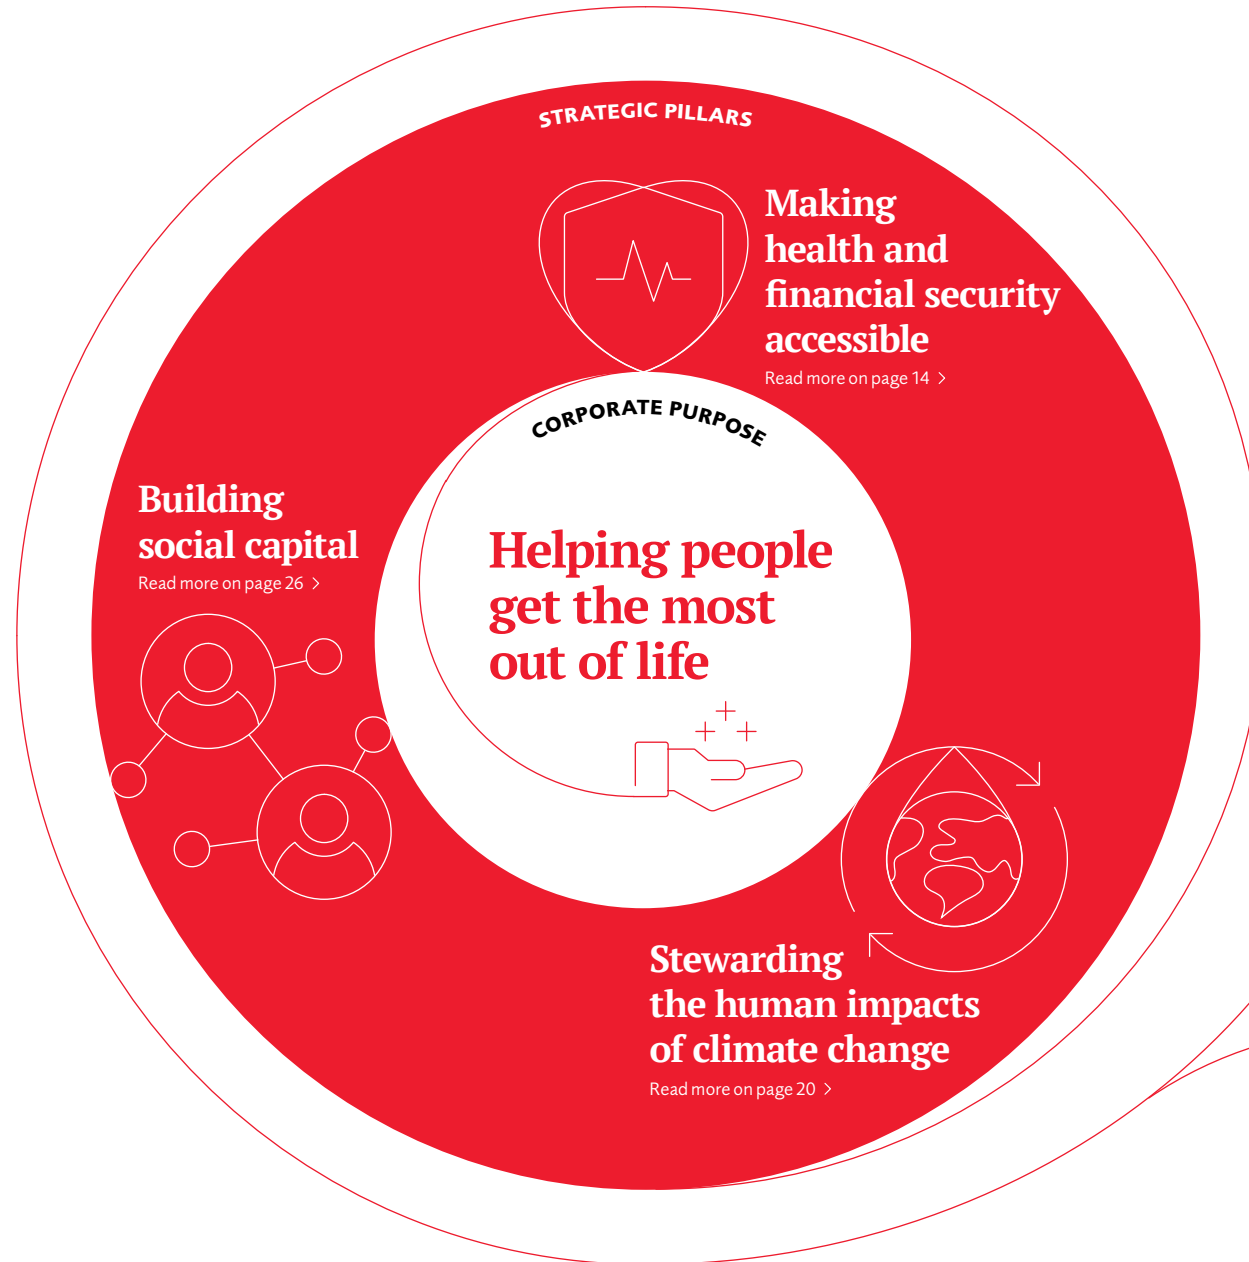 STRATEGIC PILLARS
Making
health and
financial security
accessible
Read more on page 14 >
CORPORATE PURPOSE
Helping people
get the most
out of life
Building
social capital
Read more on page 26 >
Stewarding
the human impacts
of climate change
Read more on page 20 >